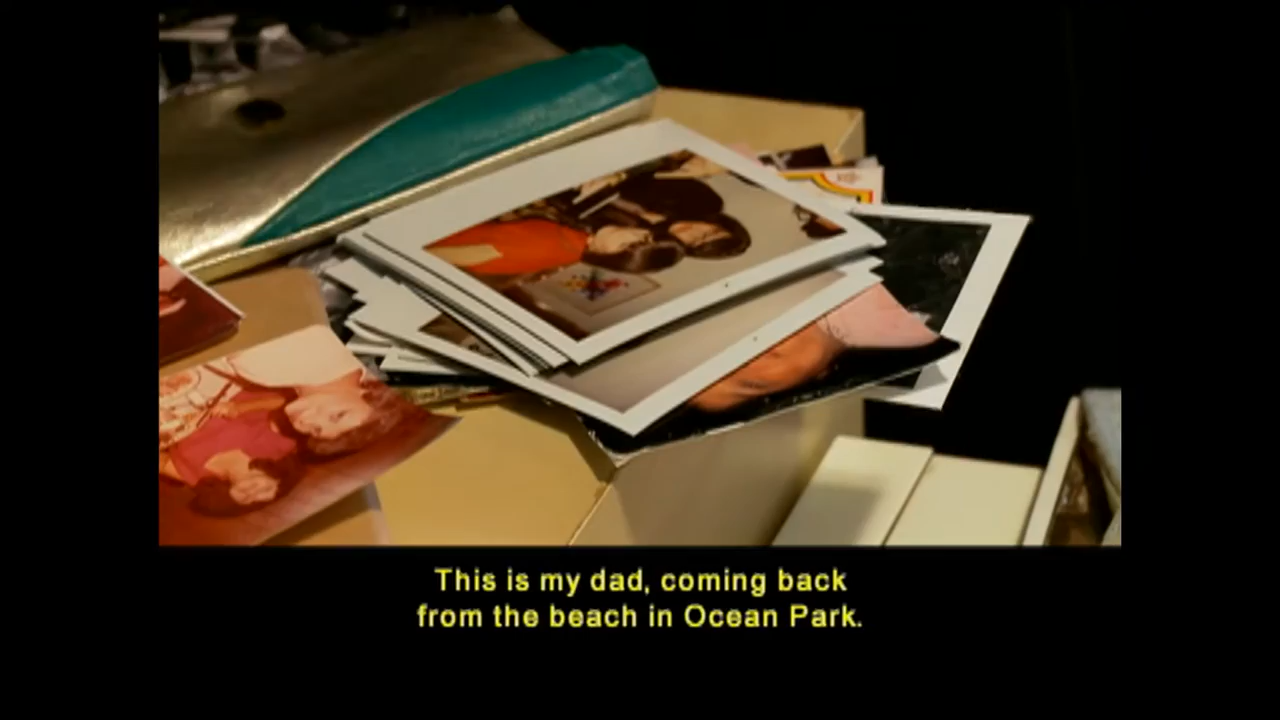 This is my dad, coming back
from the beach in Ocean Park.